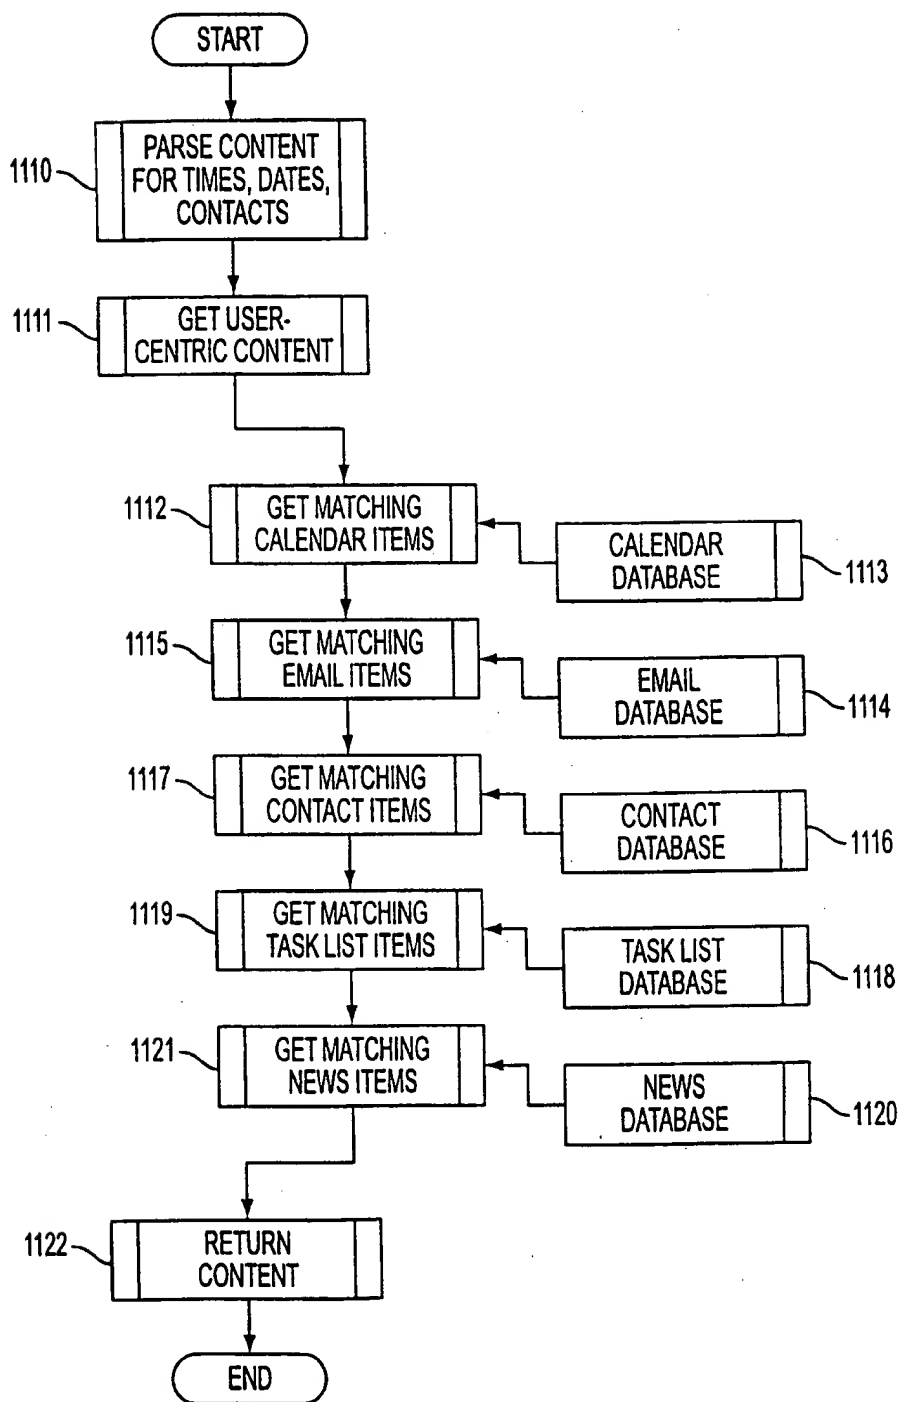 START
1110
PARSE CONTENT
FOR TIMES, DATES,
CONTACTS
1111
GET USER-
CENTRIC CONTENT
1112
GET MATCHING
CALENDAR ITEMS
CALENDAR
DATABASE
1113
1115
GET MATCHING
EMAIL ITEMS
EMAIL
DATABASE
1114
1117
GET MATCHING
CONTACT ITEMS
CONTACT
DATABASE
1116
1119
GET MATCHING
TASK LIST ITEMS
TASK LIST
DATABASE
1118
1121
GET MATCHING
NEWS ITEMS
NEWS
DATABASE
1120
1122
RETURN
CONTENT
END